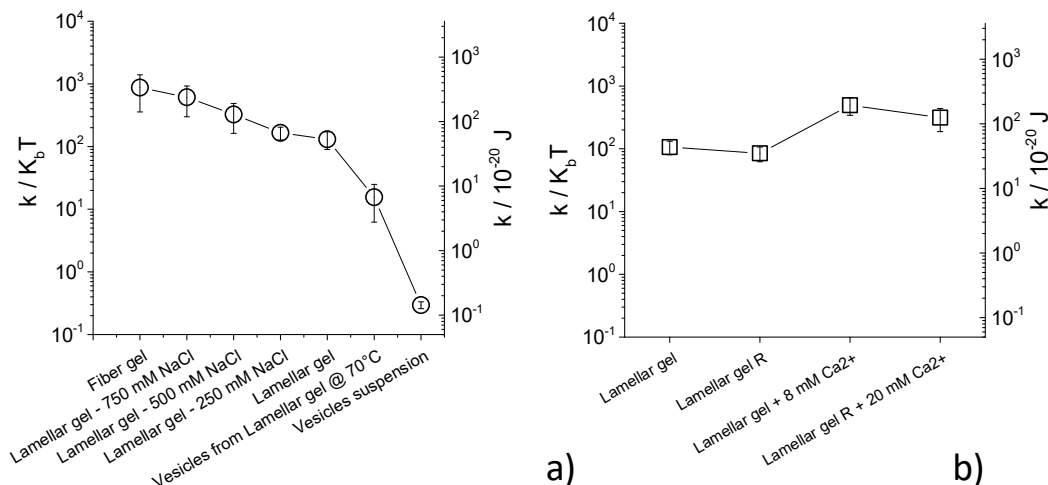 10^4
10^3
10^2
10^1
10^0
10^-1
k / K_bT
10^3
10^2
10^1
10^0
10^-1
k / 10^-20 J
Fiber gel
Lamellar gel - 750 mM NaCl
Lamellar gel - 500 mM NaCl
Lamellar gel - 250 mM NaCl
Lamellar gel
Vesicles from Lamellar gel @ 70°C
Vesicles suspension
a)
10^4
10^3
10^2
10^1
10^0
10^-1
k / K_bT
10^3
10^2
10^1
10^0
10^-1
k / 10^-20 J
Lamellar gel
Lamellar gel R
Lamellar gel + 8 mM Ca2+
Lamellar gel R + 20 mM Ca2+
b)